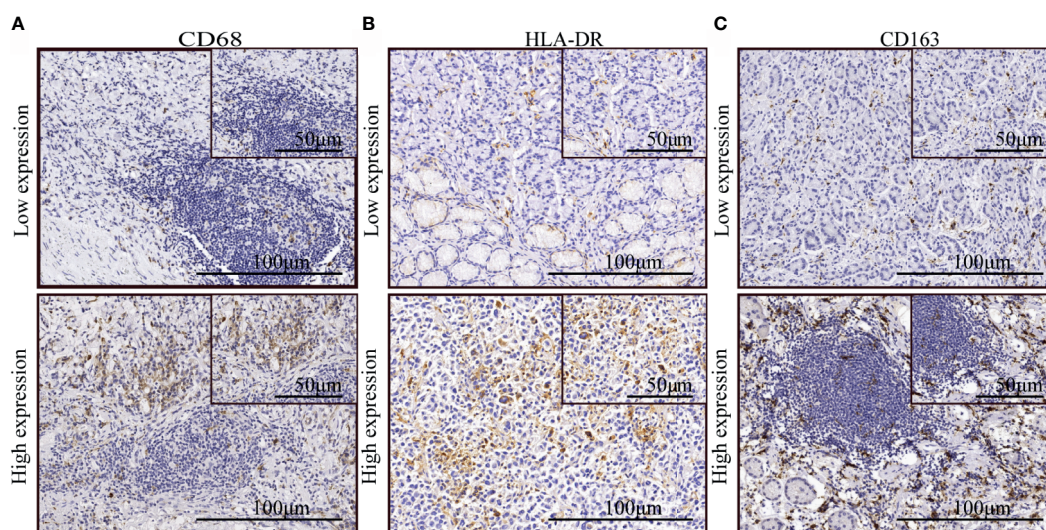 A
CD68
B
HLA-DR
C
CD163
Low expression
50μm
100μm
Low expression
50μm
100μm
Low expression
50μm
100μm
High expression
50μm
100μm
High expression
50μm
100μm
High expression
50μm
100μm